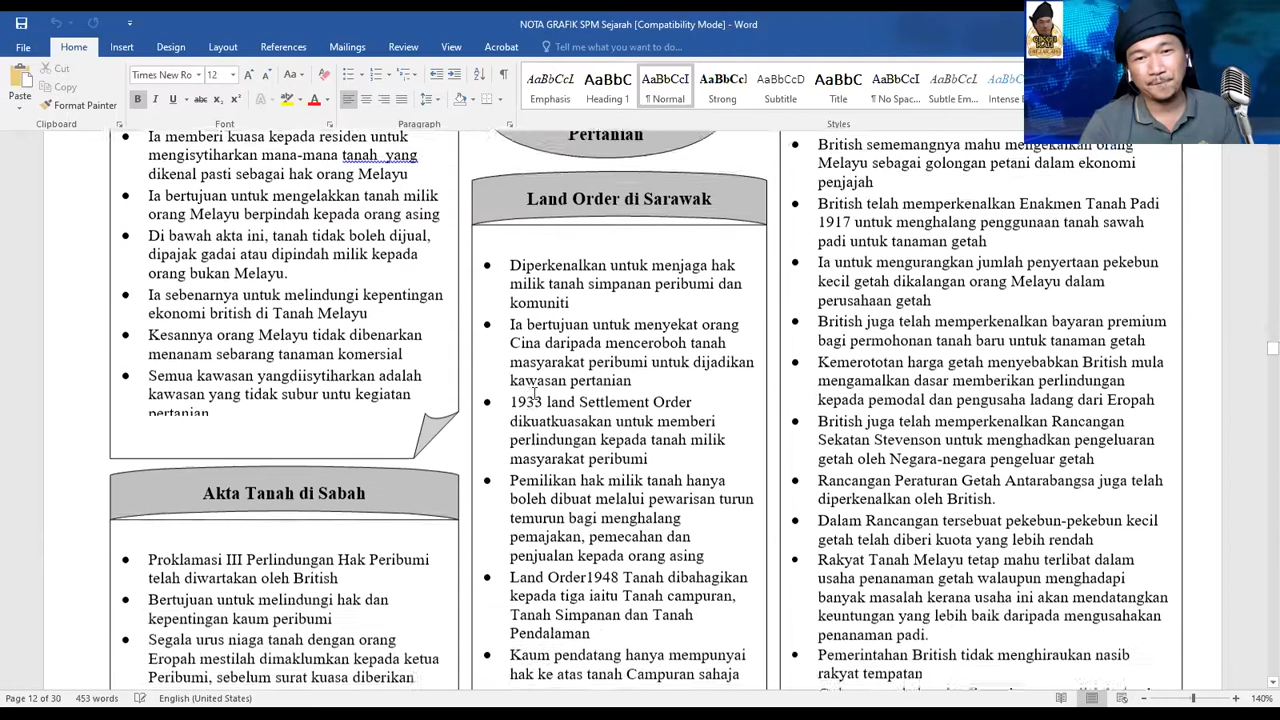 NOTA GRAFIK SPM Sejarah [Compatibility Mode] - Word
File Home Insert Design Layout References Mailings Review View Acrobat Tell me what you want to do...
Paste
Cut
Copy
Format Painter
Clipboard
Times New Ro 12
Font
Paragraph
AaBbCcL AaBbC AaBbCcI AaBbCc] AaBbCcD AaBbC AaBbCcI AaBbCcD AaBbCcI
Emphasis Heading 1 ¶ Normal Strong Subtitle Title ¶ No Spac... Subtle Em... Intense
Styles
Ia memberi kuasa kepada residen untuk
mengisytiharkan mana-mana tanah yang
dikenal pasti sebagai hak orang Melayu
Ia bertujuan untuk mengelakkan tanah milik
orang Melayu berpindah kepada orang asing
Di bawah akta ini, tanah tidak boleh dijual,
dipajak gadai atau dipindah milik kepada
orang bukan Melayu.
Ia sebenarnya untuk melindungi kepentingan
ekonomi british di Tanah Melayu
Kesannya orang Melayu tidak dibenarkan
menanam sebarang tanaman komersial
Semua kawasan yangdiisytiharkan adalah
kawasan yang tidak subur untu kegiatan
pertanian
Akta Tanah di Sabah
Proklamasi III Perlindungan Hak Peribumi
telah diwartakan oleh British
Bertujuan untuk melindungi hak dan
kepentingan kaum peribumi
Segala urus niaga tanah dengan orang
Eropah mestilah dimaklumkan kepada ketua
Peribumi, sebelum surat kuasa diberikan
Pertanian
Land Order di Sarawak
Diperkenalkan untuk menjaga hak
milik tanah simpanan peribumi dan
komuniti
Ia bertujuan untuk menyekat orang
Cina daripada menceroboh tanah
masyarakat peribumi untuk dijadikan
kawasan pertanian
1933 land Settlement Order
dikuatkuasakan untuk memberi
perlindungan kepada tanah milik
masyarakat peribumi
Pemilikan hak milik tanah hanya
boleh dibuat melalui pewarisan turun
temurun bagi menghalang
pemajakan, pemecahan dan
penjualan kepada orang asing
Land Order1948 Tanah dibahagikan
kepada tiga iaitu Tanah campuran,
Tanah Simpanan dan Tanah
Pendalaman
Kaum pendatang hanya mempunyai
hak ke atas tanah Campuran sahaja
British sememangnya mahu mengekalkan orang
Melayu sebagai golongan petani dalam ekonomi
penjajah
British telah memperkenalkan Enakmen Tanah Padi
1917 untuk menghalang penggunaan tanah sawah
padi untuk tanaman getah
Ia untuk mengurangkan jumlah penyertaan pekebun
kecil getah dikalangan orang Melayu dalam
perusahaan getah
British juga telah memperkenalkan bayaran premium
bagi permohonan tanah baru untuk tanaman getah
Kemerototan harga getah menyebabkan British mula
mengamalkan dasar memberikan perlindungan
kepada pemodal dan pengusaha ladang dari Eropah
British juga telah memperkenalkan Rancangan
Sekatan Stevenson untuk menghadkan pengeluaran
getah oleh Negara-negara pengeluar getah
Rancangan Peraturan Getah Antarabangsa juga telah
diperkenalkan oleh British.
Dalam Rancangan tersebut pekebun-pekebun kecil
getah telah diberi kuota yang lebih rendah
Rakyat Tanah Melayu tetap mahu terlibat dalam
usaha penanaman getah walaupun menghadapi
banyak masalah kerana usaha ini akan mendatangkan
keuntungan yang lebih baik daripada mengusahakan
penanaman padi.
Pemerintahan British tidak menghiraukan nasib
rakyat tempatan
Page 12 of 30 453 words English (United States) 140%